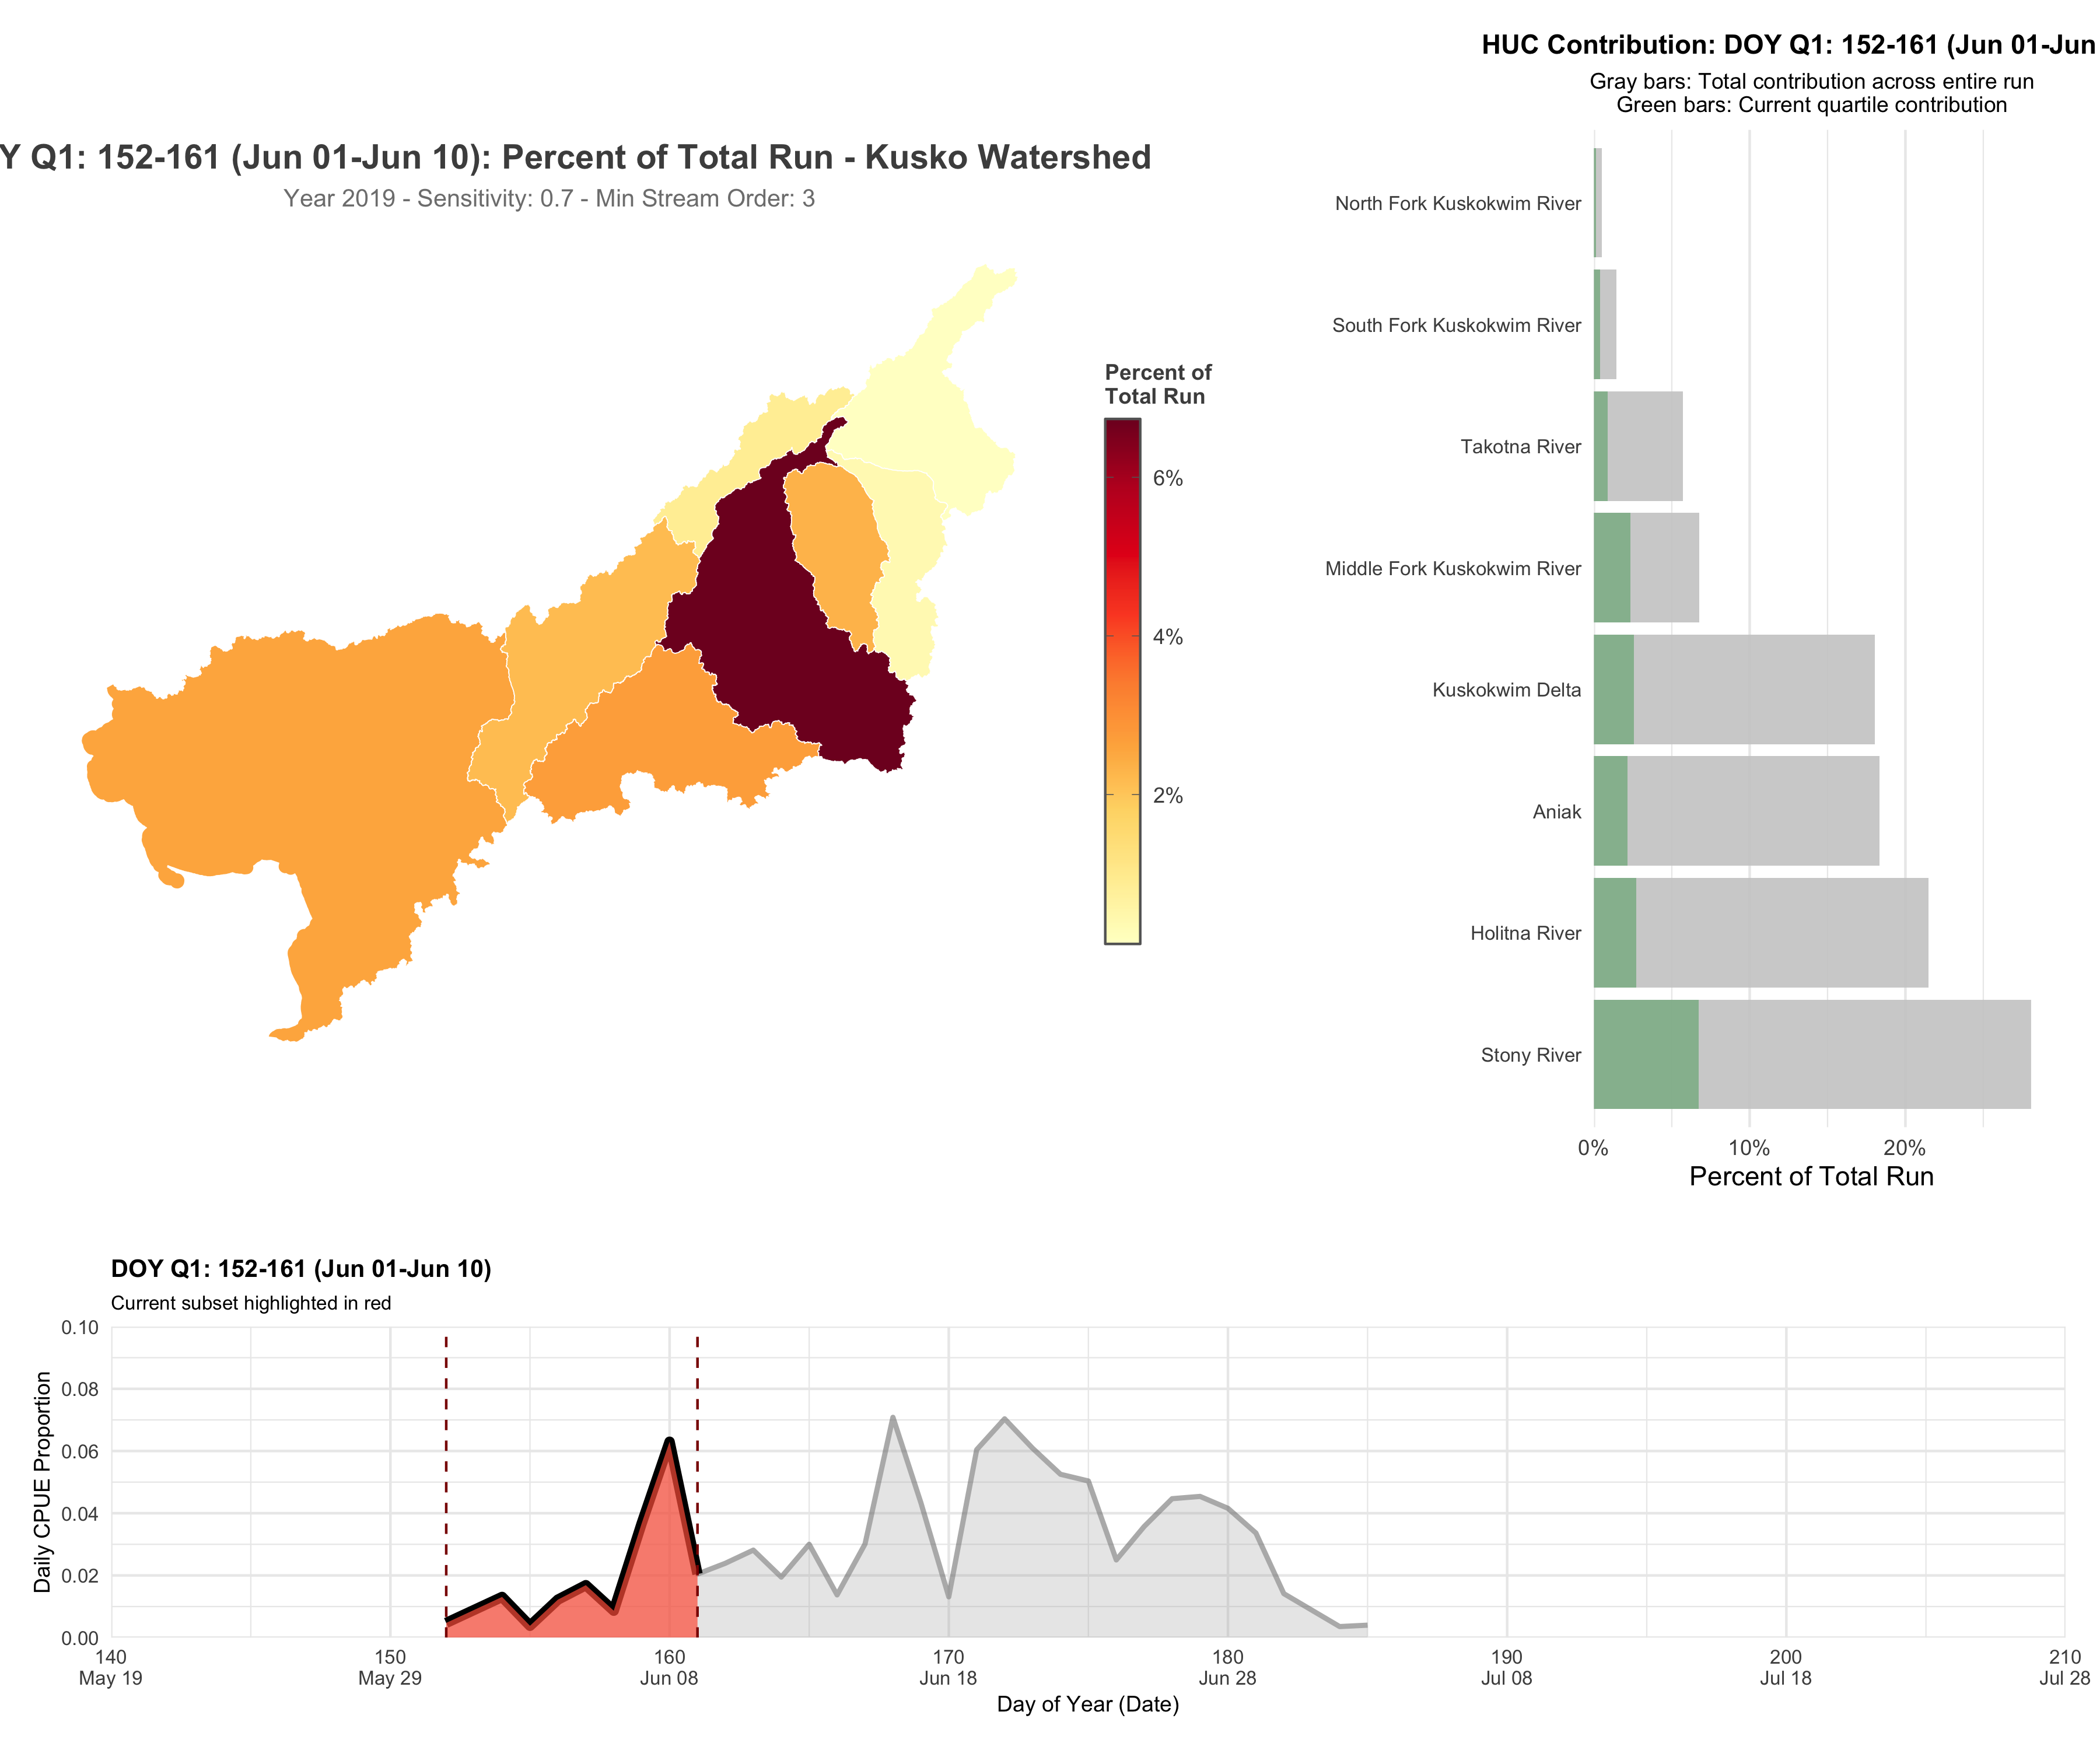 Y Q1: 152-161 (Jun 01-Jun 10): Percent of Total Run - Kusko Watershed
Year 2019 - Sensitivity: 0.7 - Min Stream Order: 3
Percent of
Total Run
6%
4%
2%
HUC Contribution: DOY Q1: 152-161 (Jun 01-Jun
Gray bars: Total contribution across entire run
Green bars: Current quartile contribution
North Fork Kuskokwim River
South Fork Kuskokwim River
Takotna River
Middle Fork Kuskokwim River
Kuskokwim Delta
Aniak
Holitna River
Stony River
0% 10% 20%
Percent of Total Run
DOY Q1: 152-161 (Jun 01-Jun 10)
Current subset highlighted in red
Daily CPUE Proportion
0.10
0.08
0.06
0.04
0.02
0.00
140 150 160 170 180 190 200 210
May 19 May 29 Jun 08 Jun 18 Jun 28 Jul 08 Jul 18 Jul 28
Day of Year (Date)